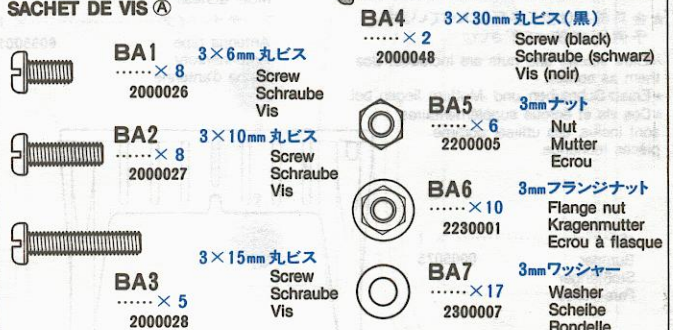 SACHET DE VIS Ⓐ
BA1
······× 8
2000026
3×6mm丸ビス
Screw
Schraube
Vis
BA2
······× 8
2000027
3×10mm丸ビス
Screw
Schraube
Vis
BA3
······× 5
2000028
3×15mm丸ビス
Screw
Schraube
Vis
BA4
······× 2
2000048
3×30mm丸ビス(黒)
Screw (black)
Schraube (schwarz)
Vis (noir)
BA5
······× 6
2200005
3mmナット
Nut
Mutter
Ecrou
BA6
······×10
2230001
3mmフランジナット
Flange nut
Kragenmutter
Ecrou à flasque
BA7
······×17
2300007
3mmワッシャー
Washer
Scheibe
Rondelle